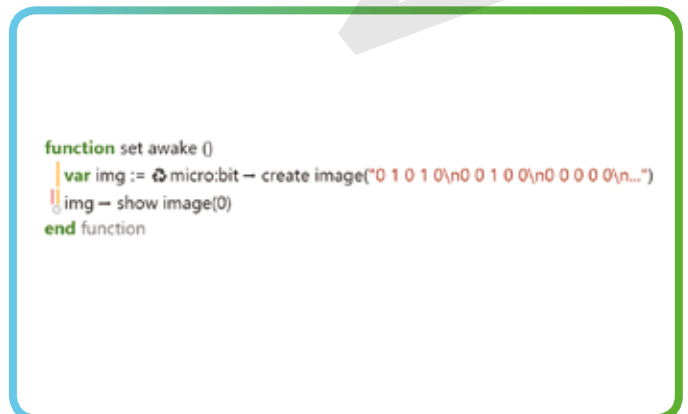 function set awake ()
var img := ♻ micro:bit → create image("0 1 0 1 0\n0 0 1 0 0\n0 0 0 0 0\n...")
img → show image(0)
end function